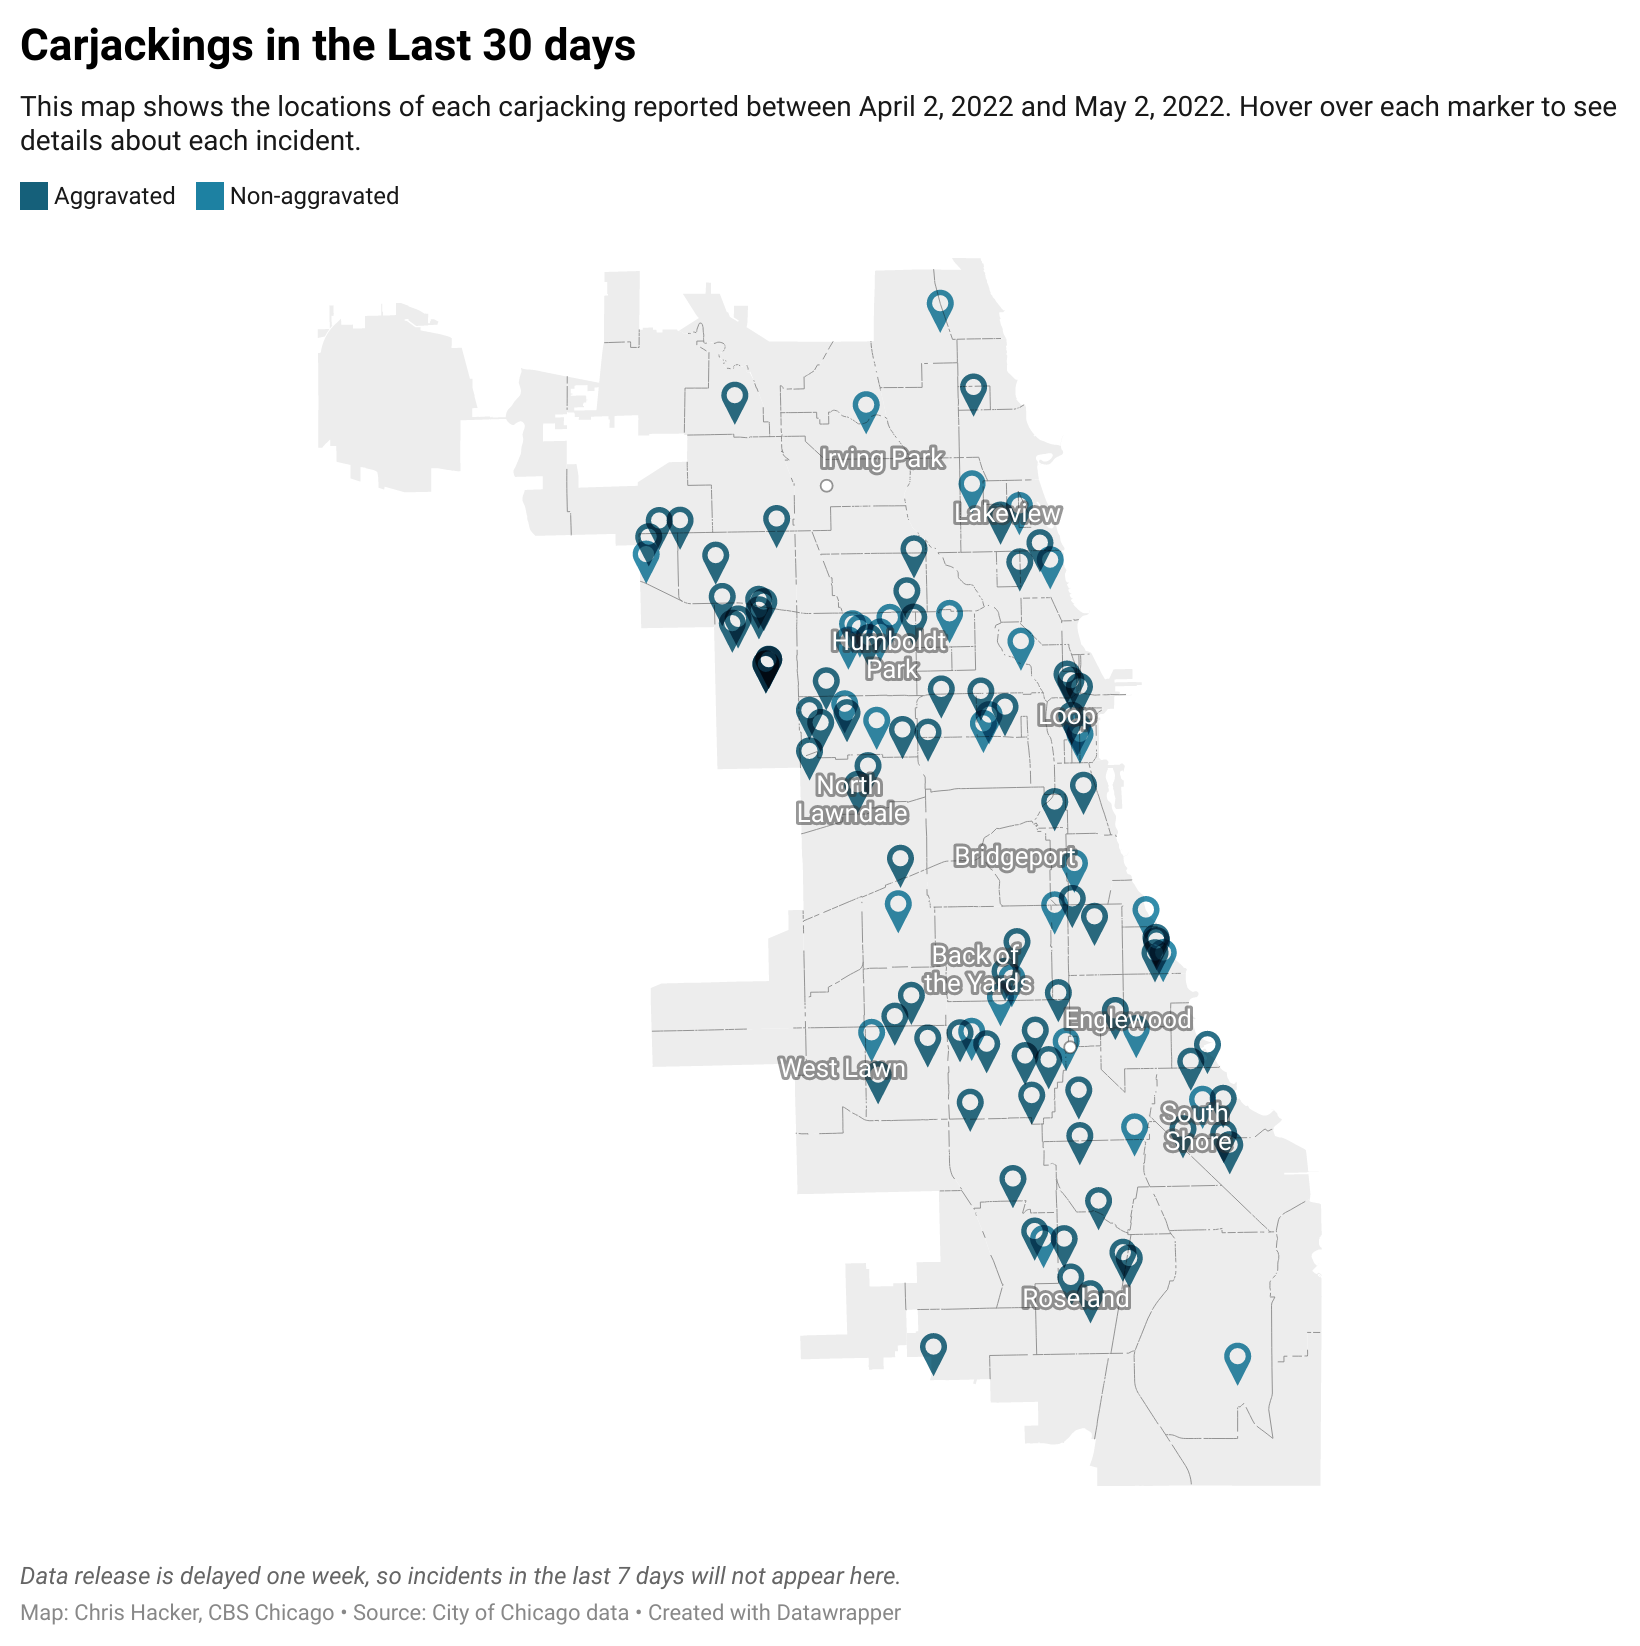 Carjackings in the Last 30 days
This map shows the locations of each carjacking reported between April 2, 2022 and May 2, 2022. Hover over each marker to see
details about each incident.
Aggravated Non-aggravated
Irving Park
Lakeview
Humboldt
Park
Loop
North
Lawndale
Bridgeport
Back of
the Yards
Englewood
West Lawn
South
Shore
Roseland
Data release is delayed one week, so incidents in the last 7 days will not appear here.
Map: Chris Hacker, CBS Chicago • Source: City of Chicago data • Created with Datawrapper